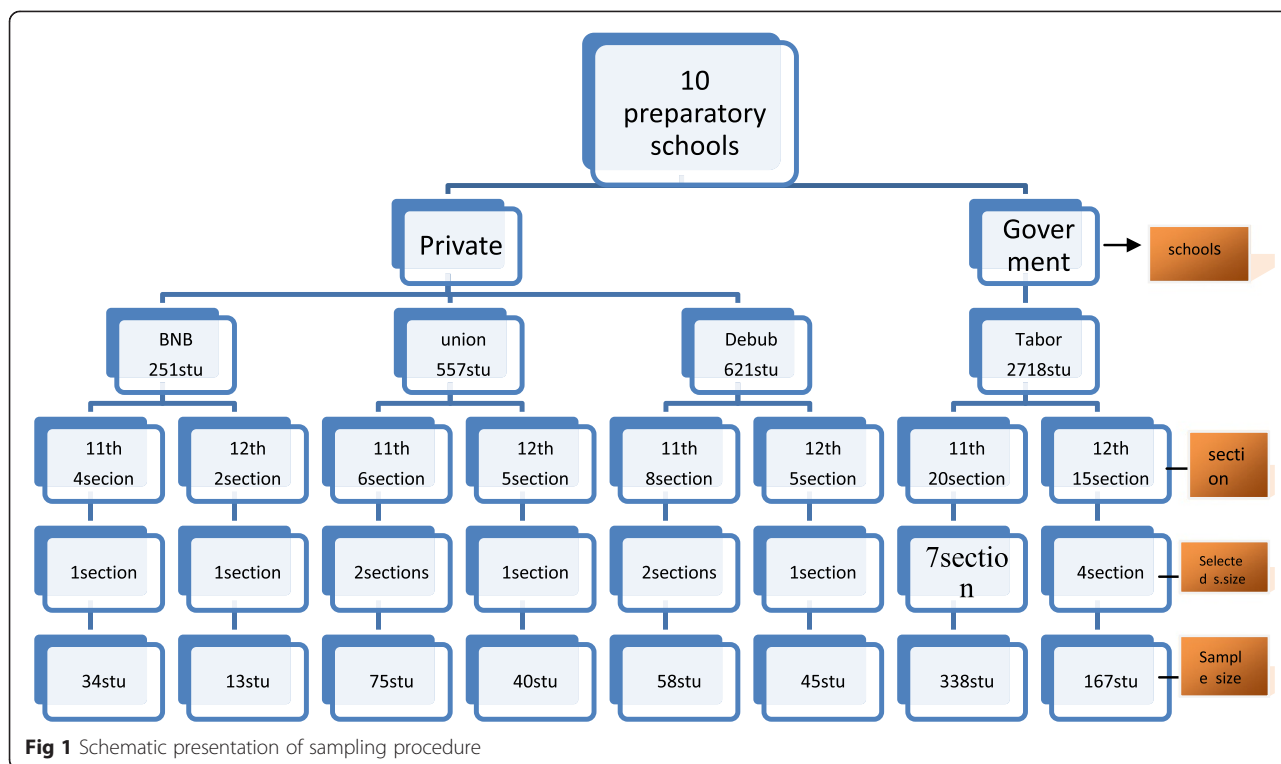 10
preparatory
schools
Private
Gover
ment
schools
BNB
251stu
union
557stu
Debub
621stu
Tabor
2718stu
11th
4secion
12th
2section
11th
6section
12th
5section
11th
8section
12th
5section
11th
20section
12th
15section
secti
on
1section
1section
2sections
1section
2sections
1section
7sectio
n
4section
Selecte
d s.size
34stu
13stu
75stu
40stu
58stu
45stu
338stu
167stu
Sampl
e size
Fig 1 Schematic presentation of sampling procedure